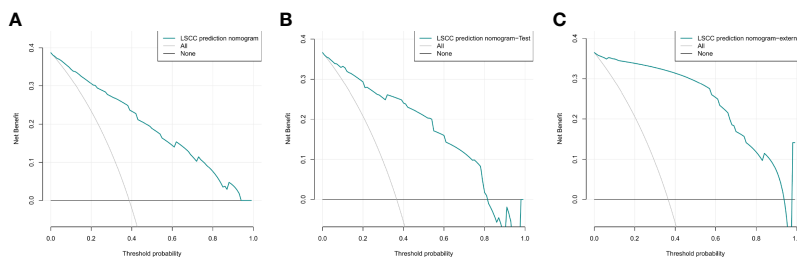 A
LSCC prediction nomogram
All
None
Net Benefit
0.4
0.3
0.2
0.1
0.0
0.0 0.2 0.4 0.6 0.8 1.0
Threshold probability
B
LSCC prediction nomogram-Test
All
None
Net Benefit
0.4
0.3
0.2
0.1
0.0
0.0 0.2 0.4 0.6 0.8 1.0
Threshold probability
C
LSCC prediction nomogram-extern
All
None
Net Benefit
0.4
0.3
0.2
0.1
0.0
0.0 0.2 0.4 0.6 0.8 1.0
Threshold probability